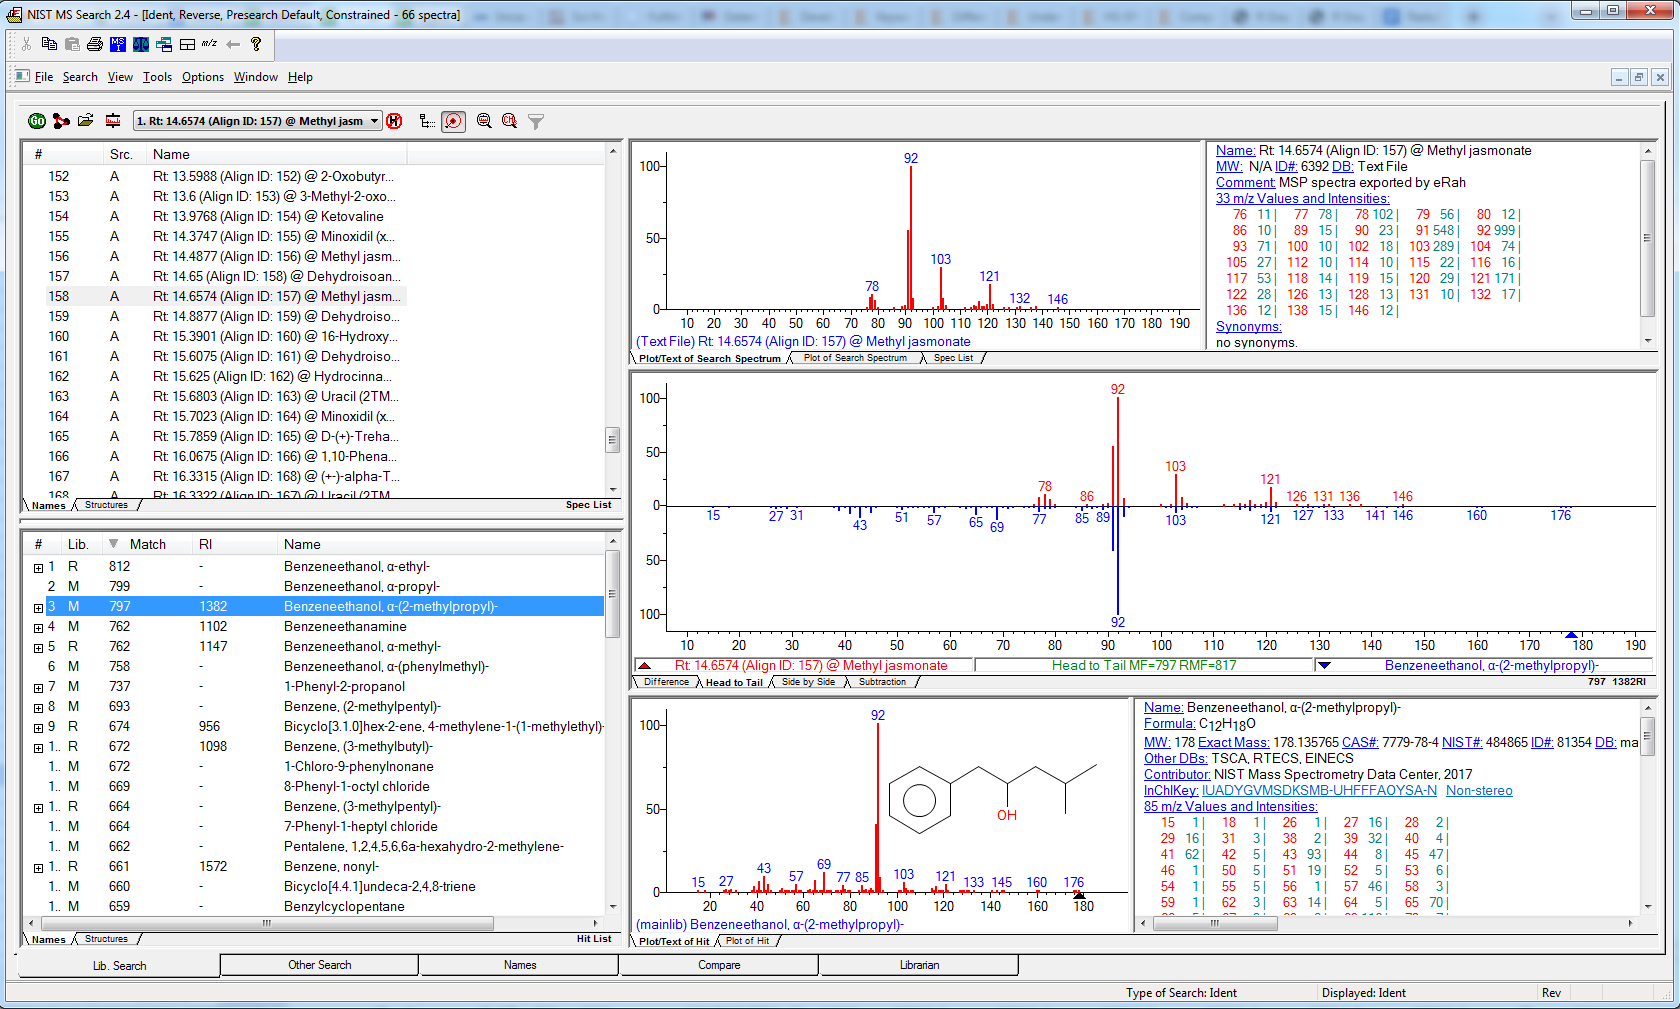 NIST MS Search 2.4 - [Ident, Reverse, Presearch Default, Constrained - 66 spectra]
File Search View Tools Options Window Help
1. Rt: 14.6574 (Align ID: 157) @ Methyl jasm
# Src. Name
152 A Rt: 13.5988 (Align ID: 152) @ 2-Oxobutyr...
153 A Rt: 13.6 (Align ID: 153) @ 3-Methyl-2-oxo...
154 A Rt: 13.9768 (Align ID: 154) @ Ketovaline
155 A Rt: 14.3747 (Align ID: 155) @ Minoxidil (x...
156 A Rt: 14.4877 (Align ID: 156) @ Methyl jasm...
157 A Rt: 14.65 (Align ID: 158) @ Dehydroisoan...
158 A Rt: 14.6574 (Align ID: 157) @ Methyl jasm...
159 A Rt: 14.8877 (Align ID: 159) @ Dehydroiso...
160 A Rt: 15.3901 (Align ID: 160) @ 16-Hydroxy...
161 A Rt: 15.6075 (Align ID: 161) @ Dehydroiso...
162 A Rt: 15.625 (Align ID: 162) @ Hydrocinna...
163 A Rt: 15.6803 (Align ID: 163) @ Uracil (2TM...
164 A Rt: 15.7023 (Align ID: 164) @ Minoxidil (x...
165 A Rt: 15.7859 (Align ID: 165) @ D-(+)-Treha...
166 A Rt: 16.0675 (Align ID: 166) @ 1,10-Phena...
167 A Rt: 16.3315 (Align ID: 168) @ (+-)-alpha-T...
168 A Rt: 16.3322 (Align ID: 167) @ Uracil (2TM
Names Structures Spec List
# Lib. Match RI Name
1 R 812 - Benzeneethanol, α-ethyl-
2 M 799 - Benzeneethanol, α-propyl-
3 M 797 1382 Benzeneethanol, α-(2-methylpropyl)-
4 M 762 1102 Benzeneethanamine
5 R 762 1147 Benzeneethanol, α-methyl-
6 M 758 - Benzeneethanol, α-(phenylmethyl)-
7 M 737 - 1-Phenyl-2-propanol
8 M 693 - Benzene, (2-methylpentyl)-
9 R 674 956 Bicyclo[3.1.0]hex-2-ene, 4-methylene-1-(1-methylethyl)-
1.. R 672 1098 Benzene, (3-methylbutyl)-
1.. M 672 - 1-Chloro-9-phenylnonane
1.. M 669 - 8-Phenyl-1-octyl chloride
1.. R 664 - Benzene, (3-methylpentyl)-
1.. M 664 - 7-Phenyl-1-heptyl chloride
1.. M 662 - Pentalene, 1,2,4,5,6,6a-hexahydro-2-methylene-
1.. R 661 1572 Benzene, nonyl-
1.. M 660 - Bicyclo[4.4.1]undeca-2,4,8-triene
1.. M 659 - Benzylcyclopentane
Names Structures Hit List
100 50 0
92 103 78 121 132 146
10 20 30 40 50 60 70 80 90 100 110 120 130 140 150 160 170 180 190
(Text File) Rt: 14.6574 (Align ID: 157) @ Methyl jasmonate
Plot/Text of Search Spectrum Plot of Search Spectrum Spec List
Name: Rt: 14.6574 (Align ID: 157) @ Methyl jasmonate
MW: N/A ID#: 6392 DB: Text File
Comment: MSP spectra exported by eRah
33 m/z Values and Intensities:
76 11 | 77 78 | 78 102 | 79 56 | 80 12 |
86 10 | 89 15 | 90 23 | 91 548 | 92 999 |
93 71 | 100 10 | 102 18 | 103 289 | 104 74 |
105 27 | 112 10 | 114 10 | 115 22 | 116 16 |
117 53 | 118 14 | 119 15 | 120 29 | 121 171 |
122 28 | 126 13 | 128 13 | 131 10 | 132 17 |
136 12 | 138 15 | 146 12 |
Synonyms:
no synonyms.
100 50 0 50 100
92 103 78 86 121 126 131 136 146
15 27 31 43 51 57 65 69 77 85 89 103 121 127 133 141 146 160 176
92
10 20 30 40 50 60 70 80 90 100 110 120 130 140 150 160 170 180 190
Rt: 14.6574 (Align ID: 157) @ Methyl jasmonate Head to Tail MF=797 RMF=817 Benzeneethanol, α-(2-methylpropyl)-
Difference Head to Tail Side by Side Subtraction 797 1382RI
100 50 0
92
OH
15 27 43 57 69 77 85 103 121 133 145 160 176
20 40 60 80 100 120 140 160 180
(mainlib) Benzeneethanol, α-(2-methylpropyl)-
Plot/Text of Hit Plot of Hit
Name: Benzeneethanol, α-(2-methylpropyl)-
Formula: C12H18O
MW: 178 Exact Mass: 178.135765 CAS#: 7779-78-4 NIST#: 484865 ID#: 81354 DB: ma
Other DBs: TSCA, RTECS, EINECS
Contributor: NIST Mass Spectrometry Data Center, 2017
InChIKey: IUADYGVMSDKSMB-UHFFFAOYSA-N Non-stereo
85 m/z Values and Intensities:
15 1 | 18 1 | 26 1 | 27 16 | 28 2 |
29 16 | 31 3 | 38 2 | 39 32 | 40 4 |
41 62 | 42 5 | 43 93 | 44 8 | 45 47 |
46 1 | 50 5 | 51 19 | 52 5 | 53 6 |
54 1 | 55 5 | 56 1 | 57 46 | 58 3 |
59 1 | 62 3 | 63 14 | 64 5 | 65 70 |
Lib. Search Other Search Names Compare Librarian
Type of Search: Ident Displayed: Ident Rev